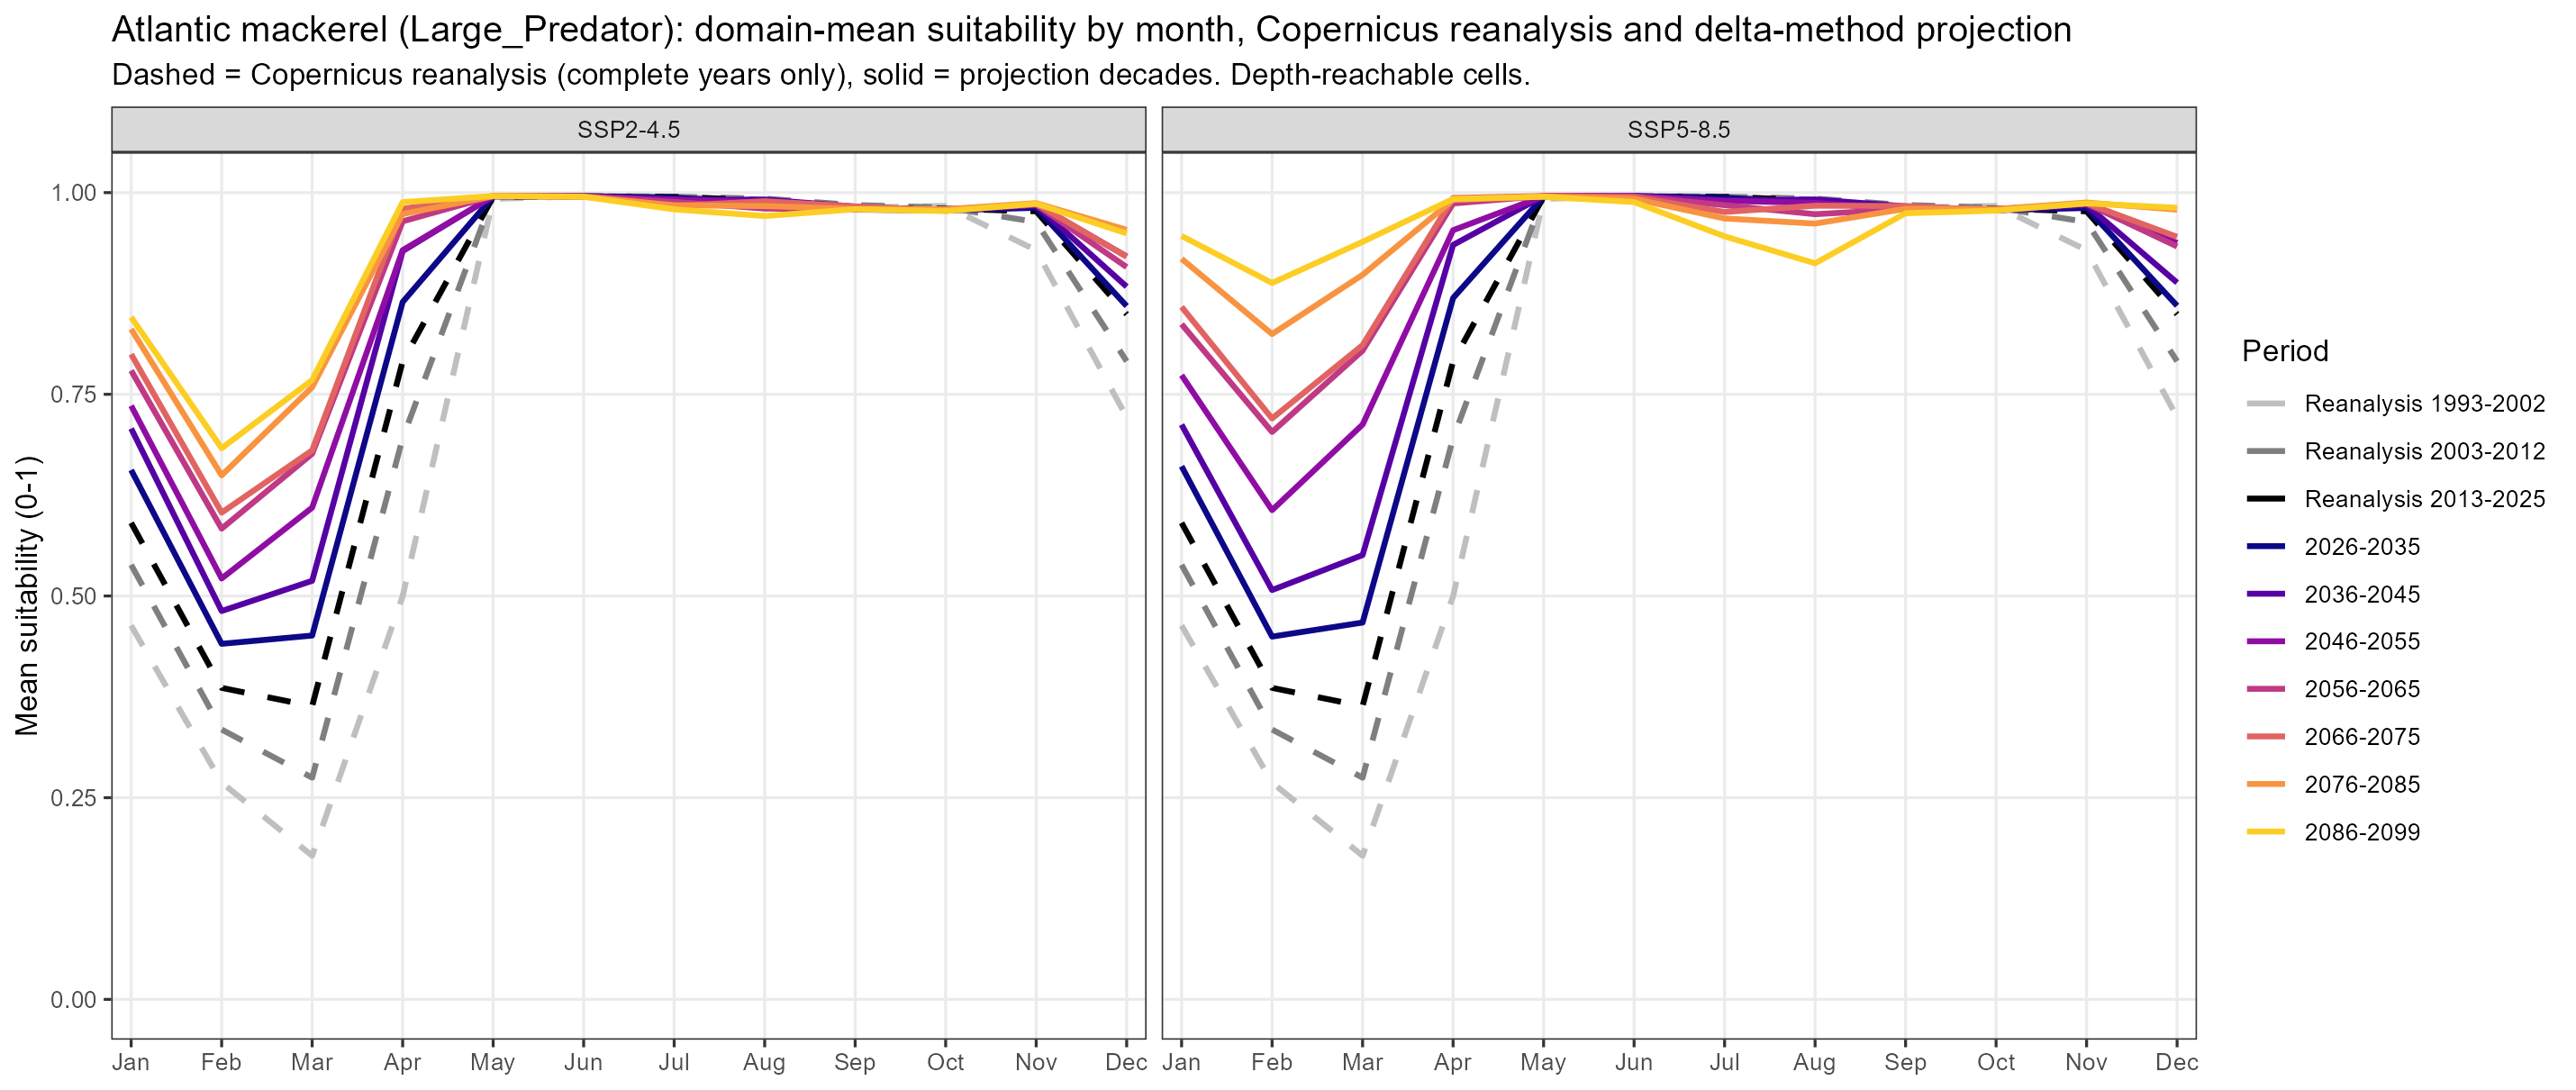 Atlantic mackerel (Large_Predator): domain-mean suitability by month, Copernicus reanalysis and delta-method projection
Dashed = Copernicus reanalysis (complete years only), solid = projection decades. Depth-reachable cells.
SSP2-4.5
SSP5-8.5
Mean suitability (0-1)
1.00
0.75
0.50
0.25
0.00
Jan Feb Mar Apr May Jun Jul Aug Sep Oct Nov Dec
Jan Feb Mar Apr May Jun Jul Aug Sep Oct Nov Dec
Period
Reanalysis 1993-2002
Reanalysis 2003-2012
Reanalysis 2013-2025
2026-2035
2036-2045
2046-2055
2056-2065
2066-2075
2076-2085
2086-2099